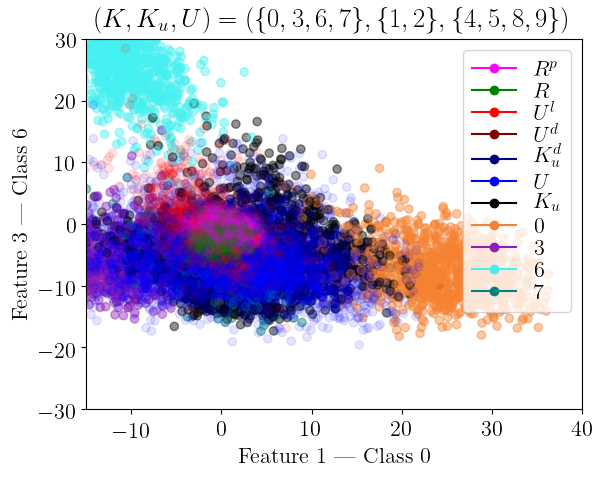 (K, K_u, U) = ({0, 3, 6, 7}, {1, 2}, {4, 5, 8, 9})
30
20
10
0
−10
−20
−30
Feature 3 — Class 6
R^p
R
U^l
U^d
K_u^d
U
K_u
0
3
6
7
−10
0
10
20
30
40
Feature 1 — Class 0